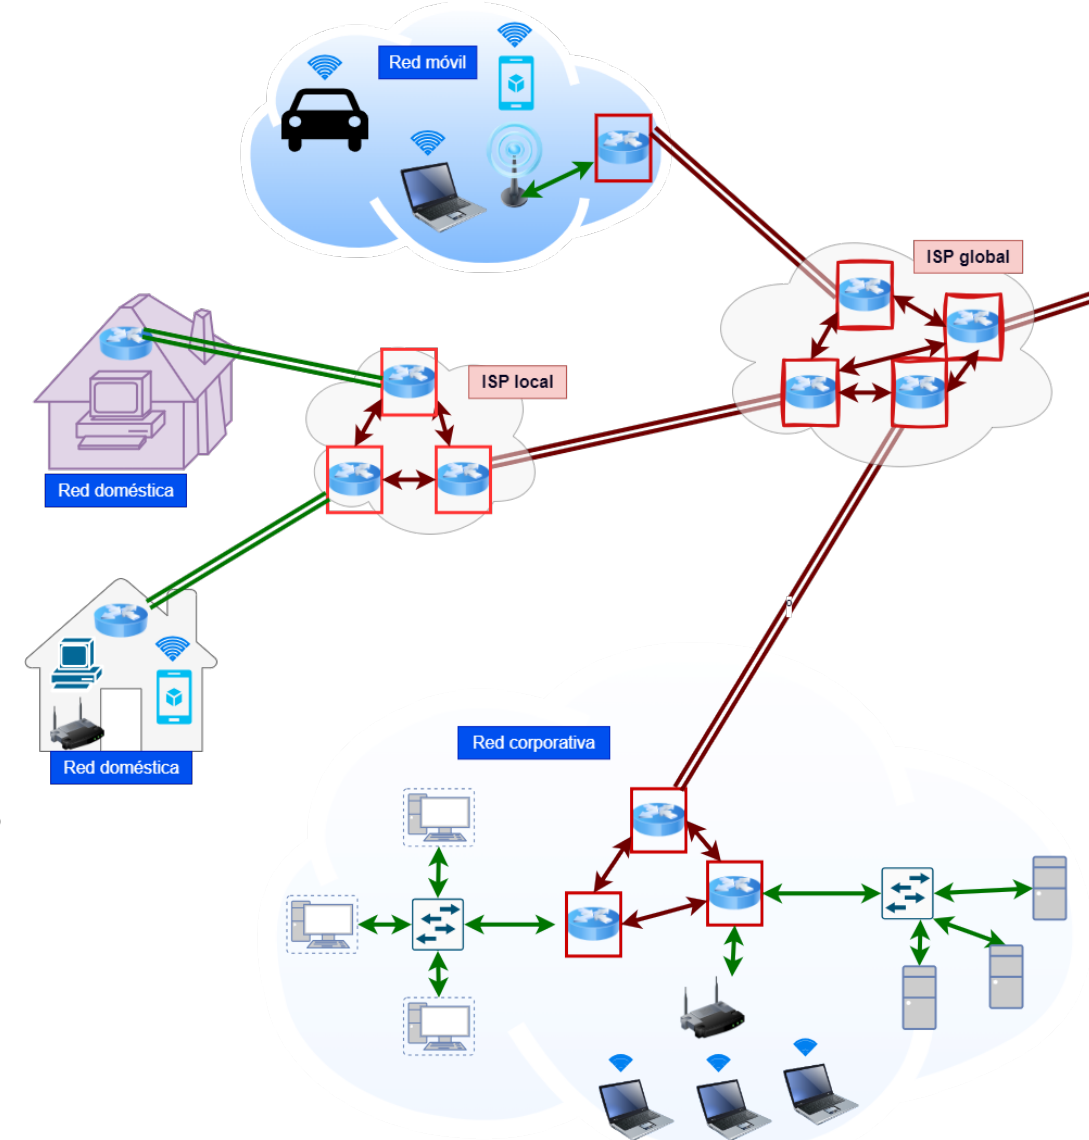 Red móvil
ISP global
ISP local
Red doméstica
Red doméstica
Red corporativa